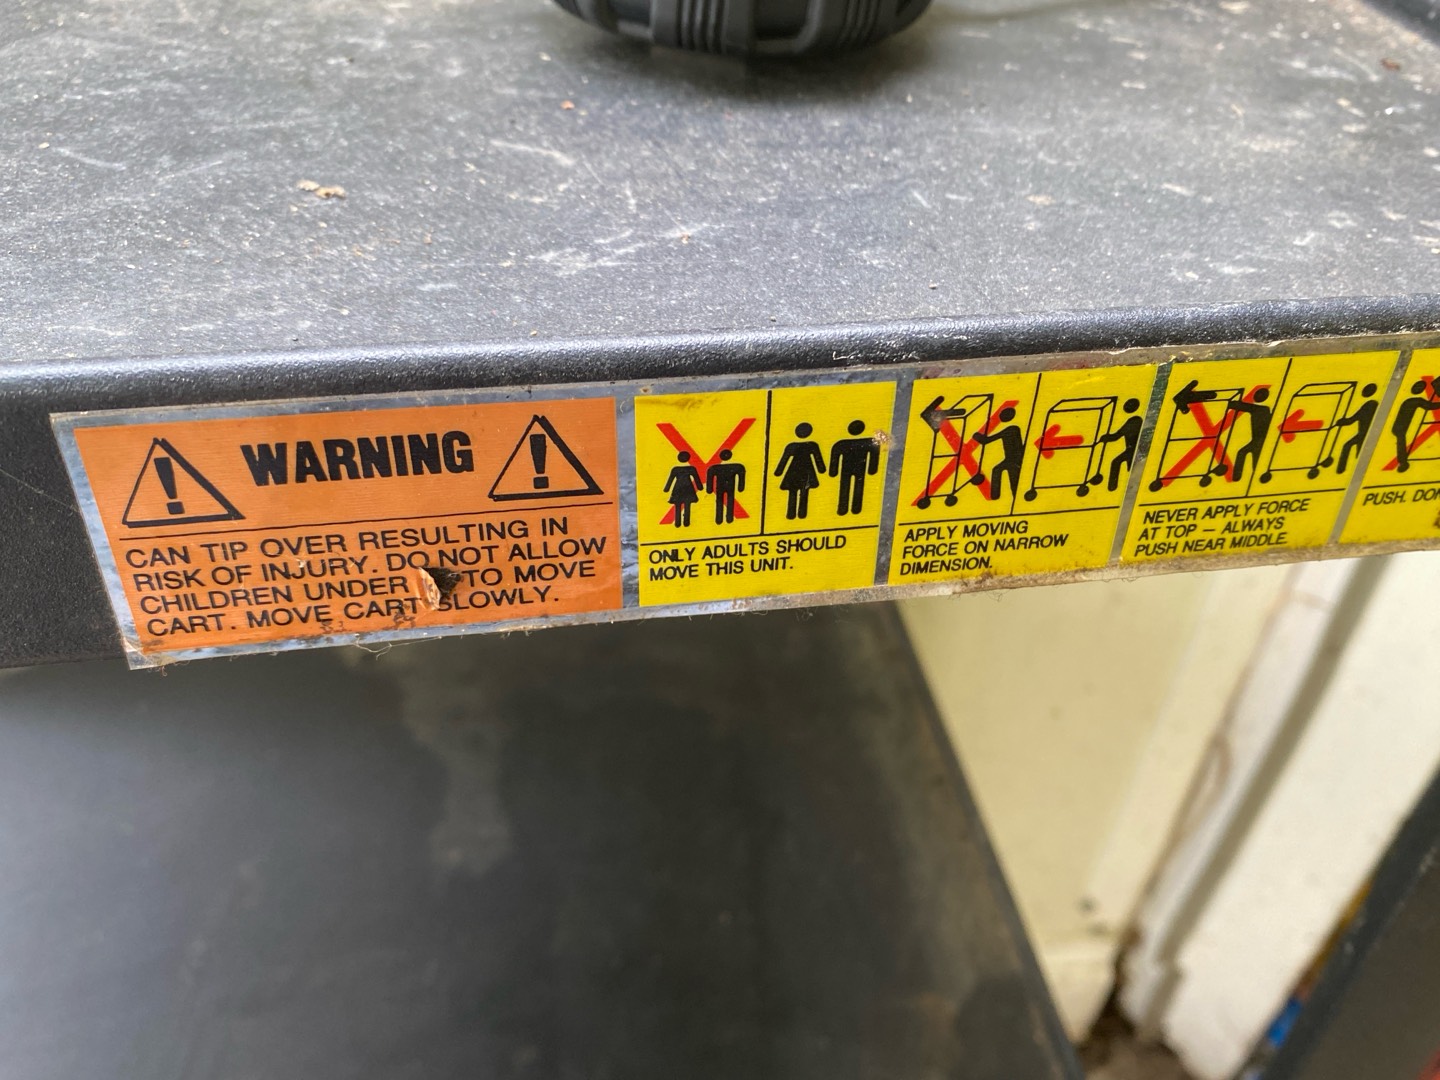 WARNING
CAN TIP OVER RESULTING IN
RISK OF INJURY. DO NOT ALLOW
CHILDREN UNDER TO MOVE
CART. MOVE CART SLOWLY.
ONLY ADULTS SHOULD
MOVE THIS UNIT.
APPLY MOVING
FORCE ON NARROW
DIMENSION.
NEVER APPLY FORCE
AT TOP – ALWAYS
PUSH NEAR MIDDLE.
PUSH.